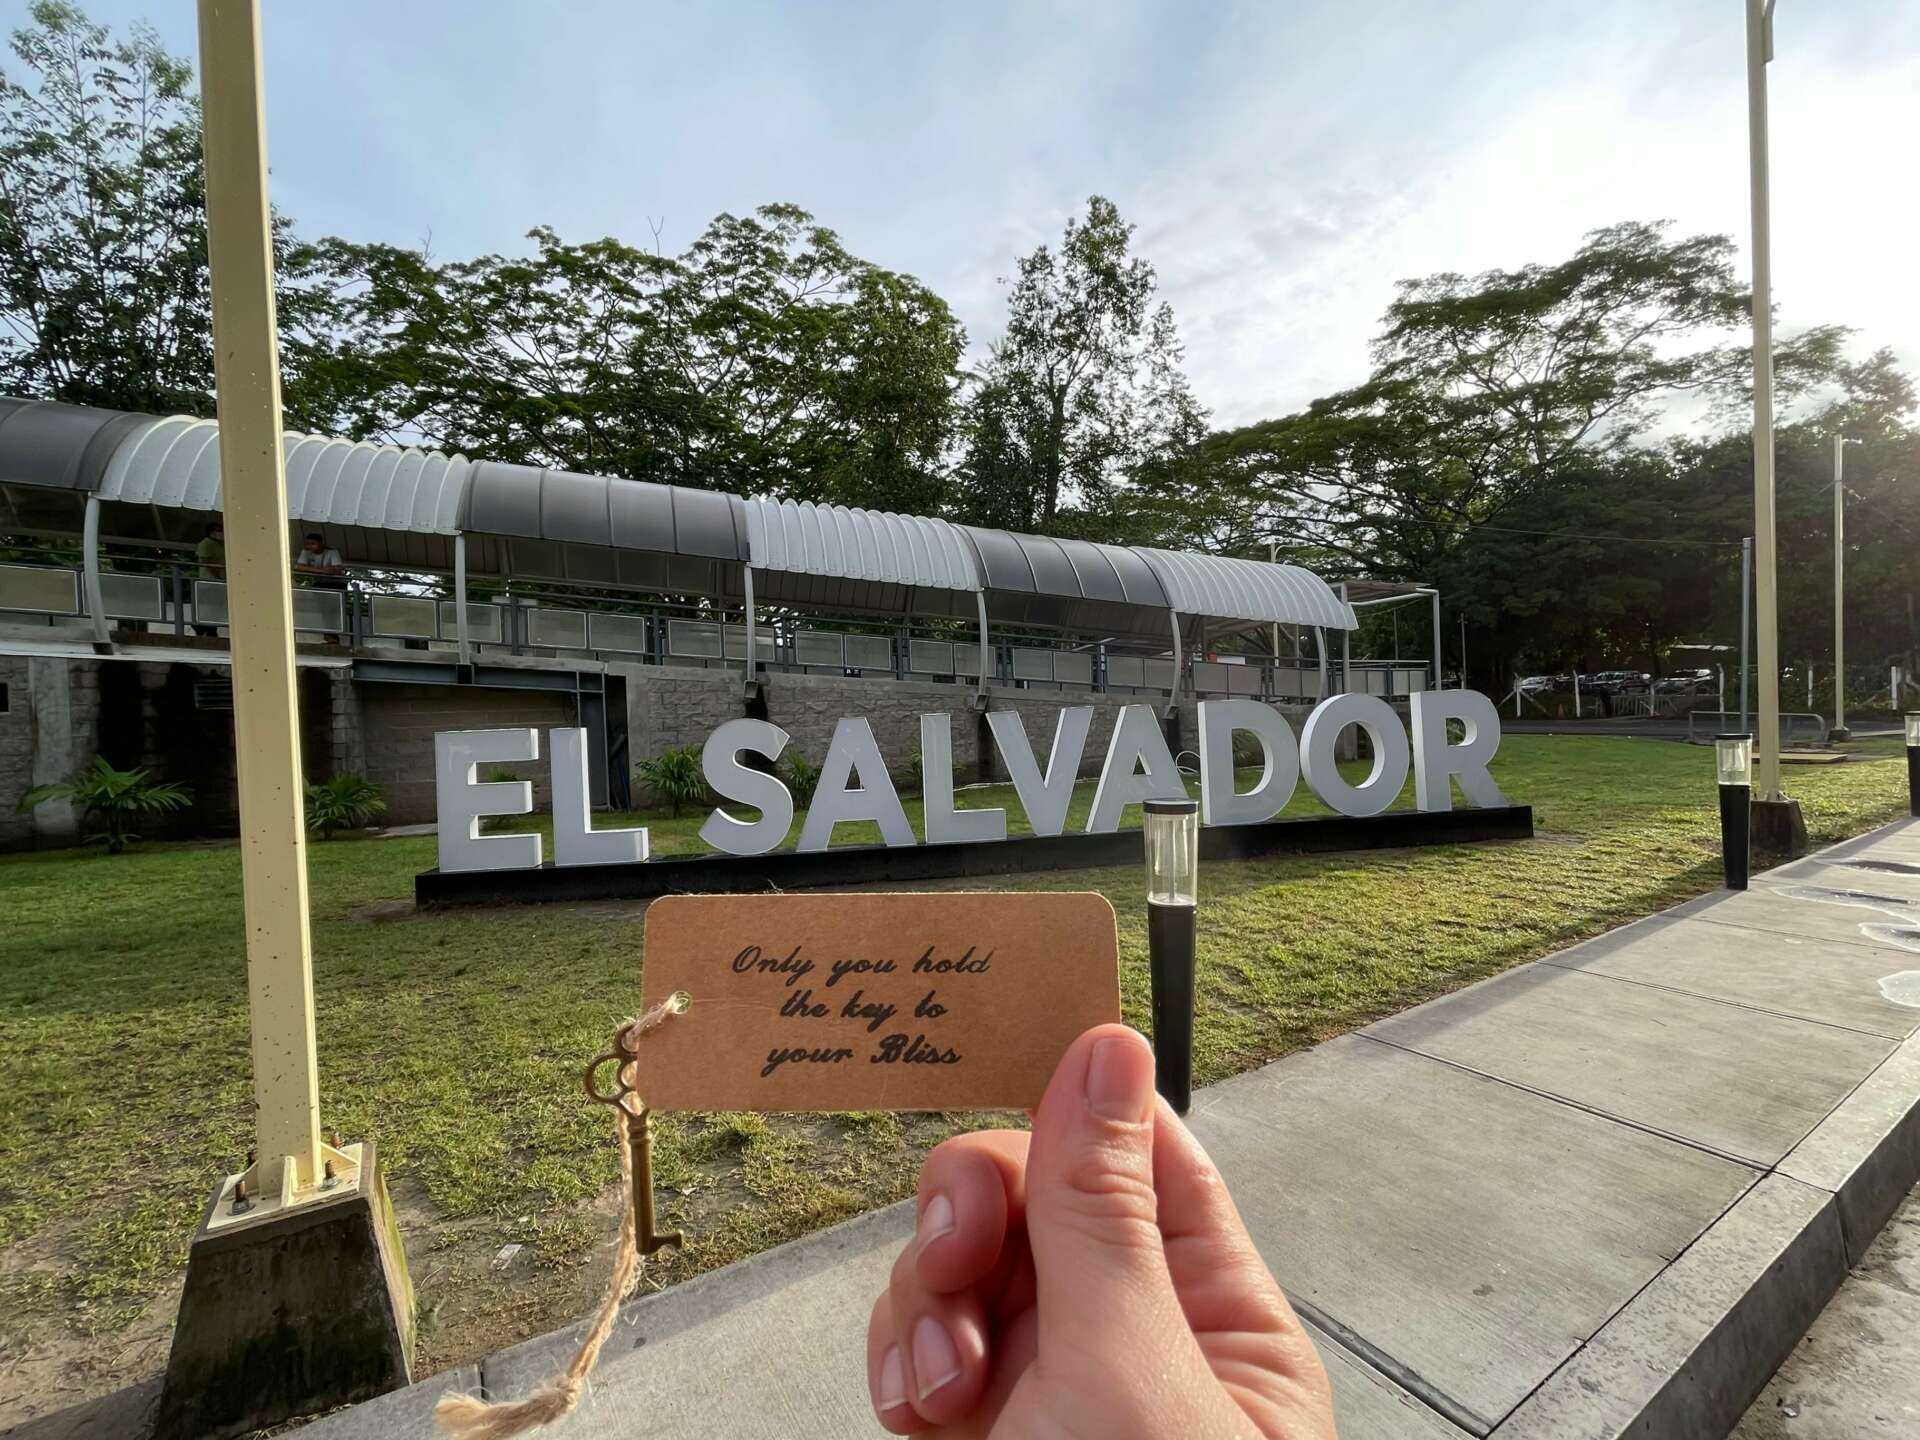 EL SALVADOR
Only you hold
the key to
your Bliss